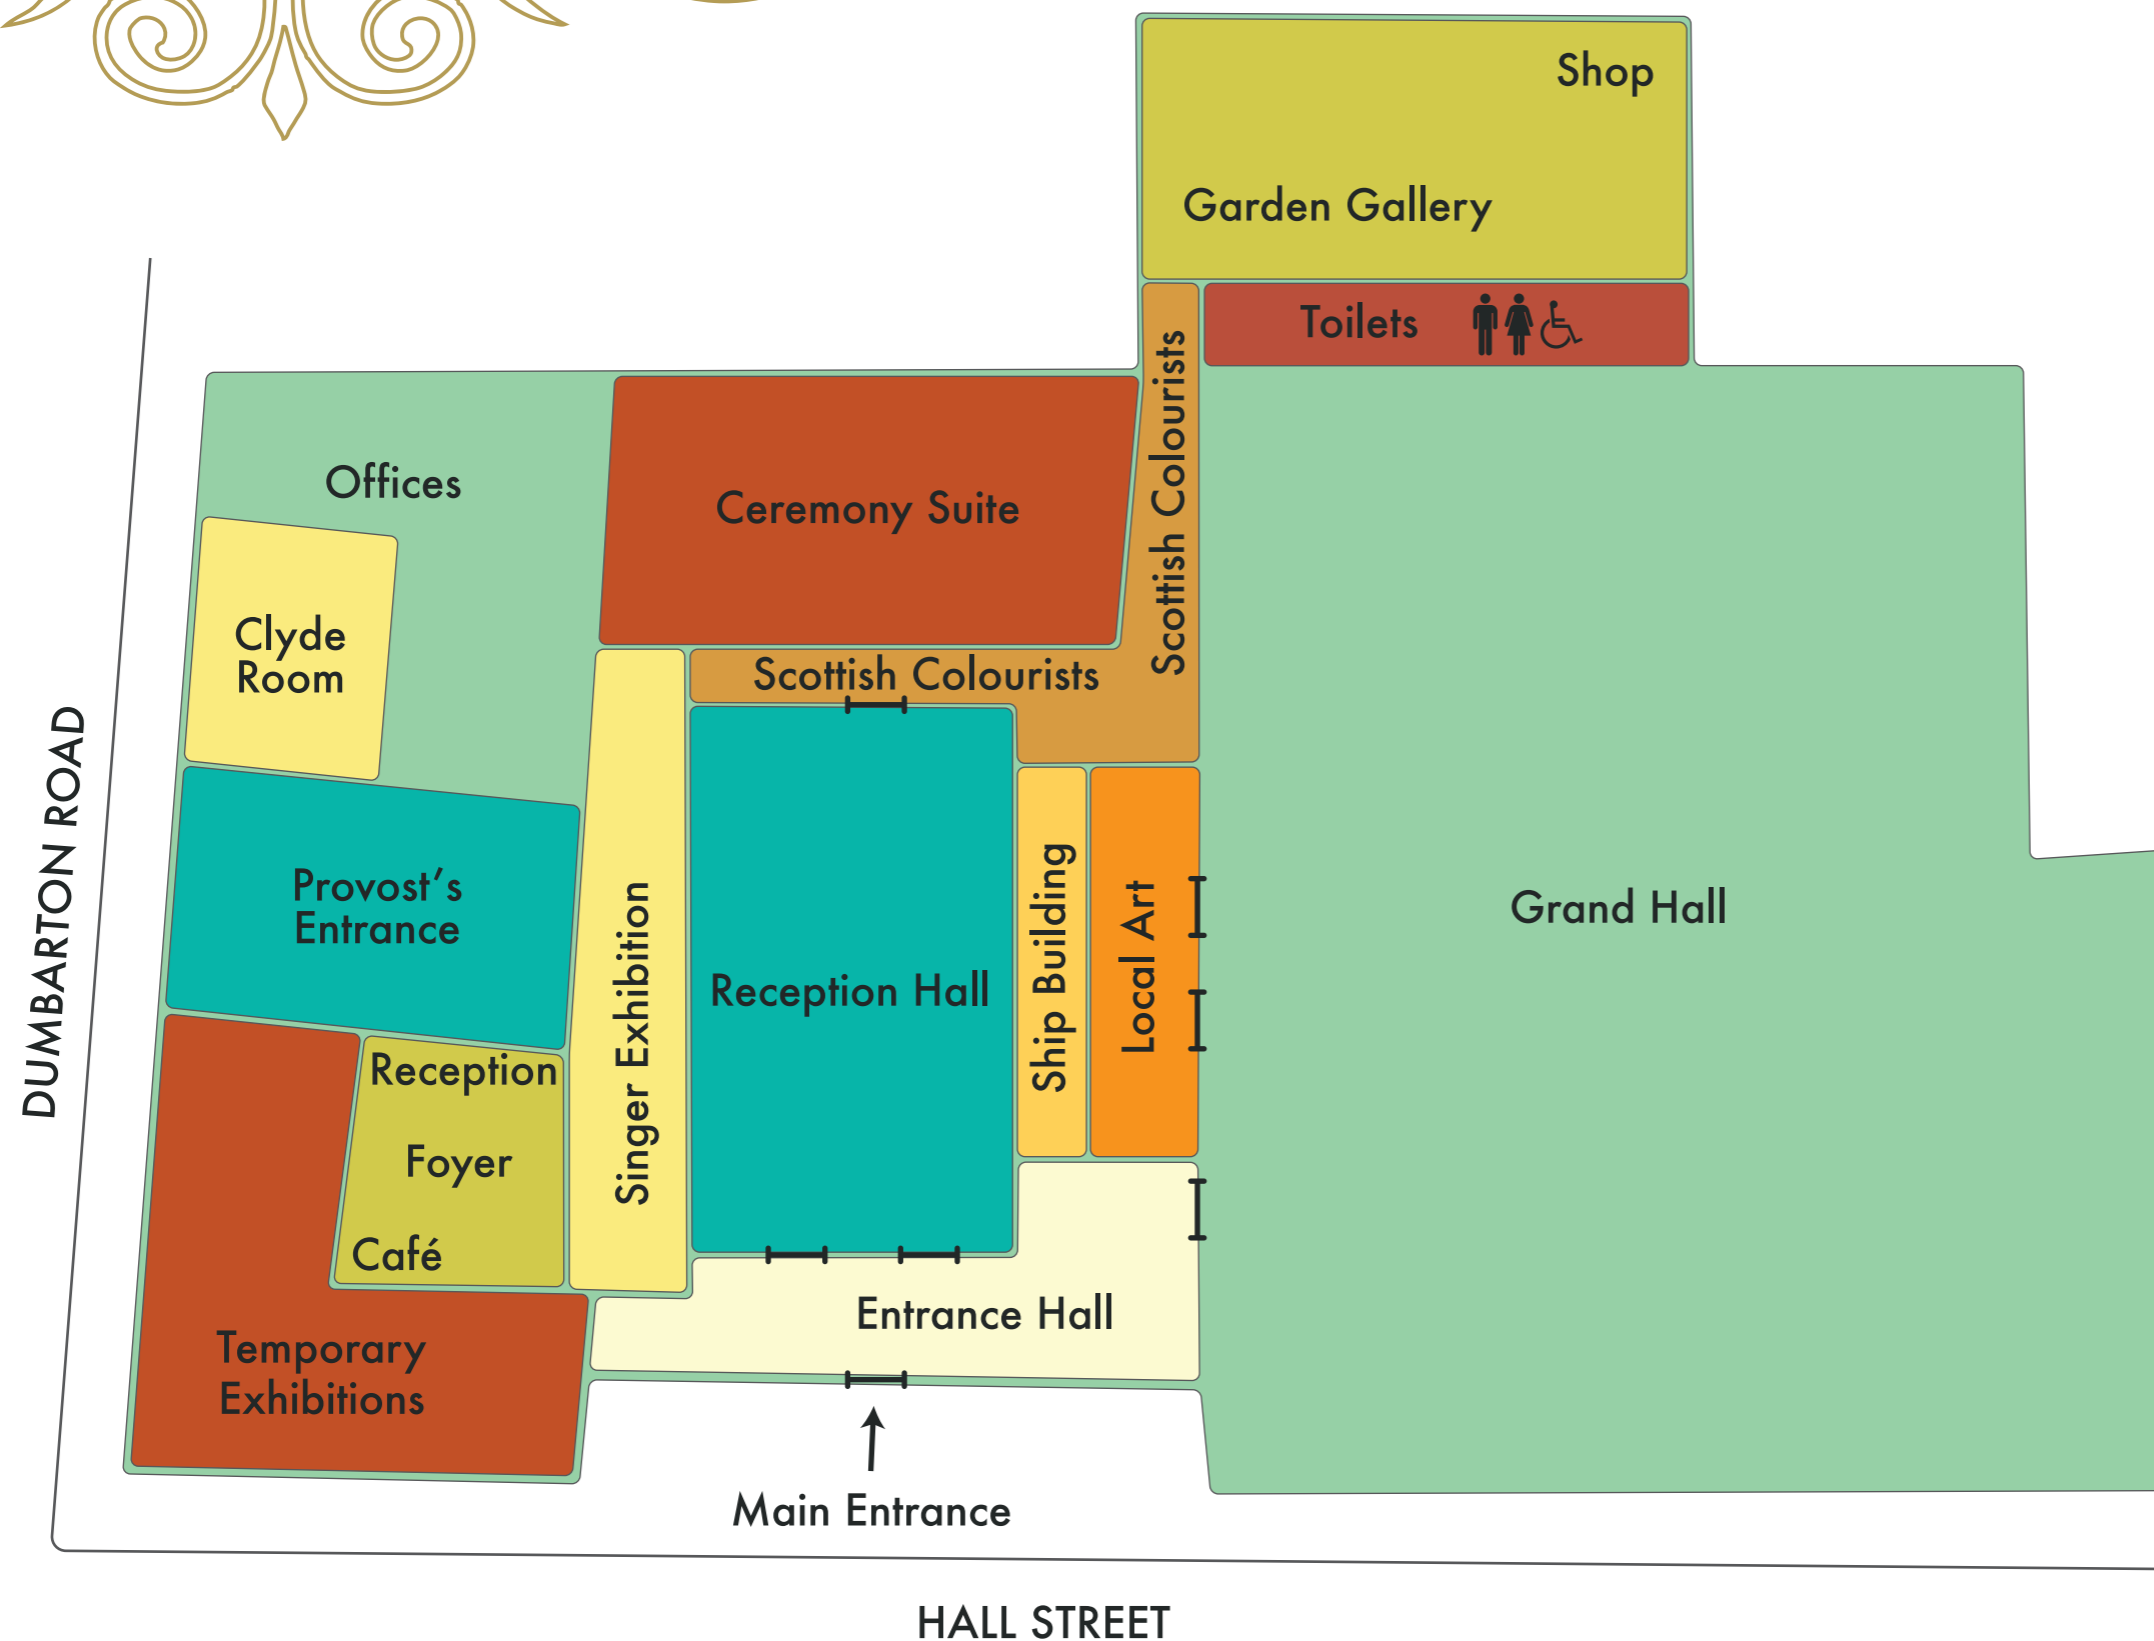 Shop
Garden Gallery
Toilets
Scottish Colourists
Offices
Ceremony Suite
Clyde
Room
Scottish Colourists
DUMBARTON ROAD
Provost's
Entrance
Singer Exhibition
Reception Hall
Ship Building
Local Art
Grand Hall
Reception
Foyer
Café
Entrance Hall
Temporary
Exhibitions
Main Entrance
HALL STREET